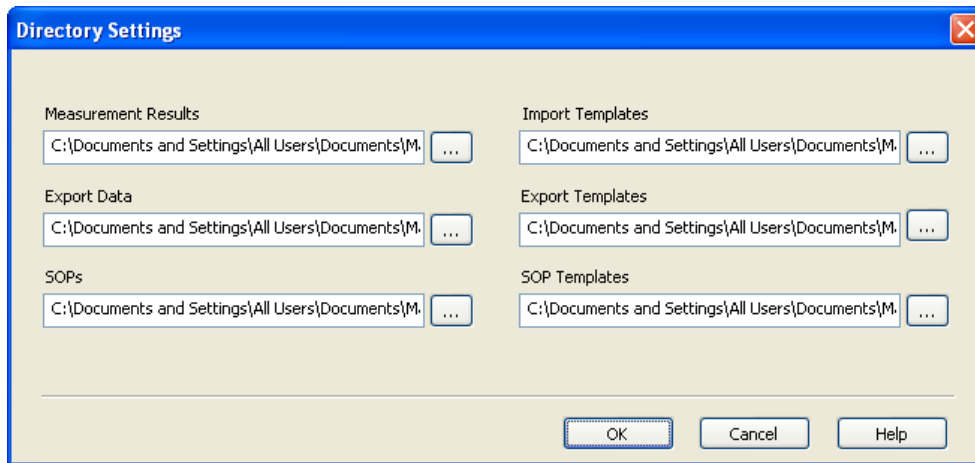 Directory Settings
Measurement Results
Import Templates
C:\Documents and Settings\All Users\Documents\M
...
C:\Documents and Settings\All Users\Documents\M
...
Export Data
Export Templates
C:\Documents and Settings\All Users\Documents\M
...
C:\Documents and Settings\All Users\Documents\M
...
SOPs
SOP Templates
C:\Documents and Settings\All Users\Documents\M
...
C:\Documents and Settings\All Users\Documents\M
...
OK
Cancel
Help